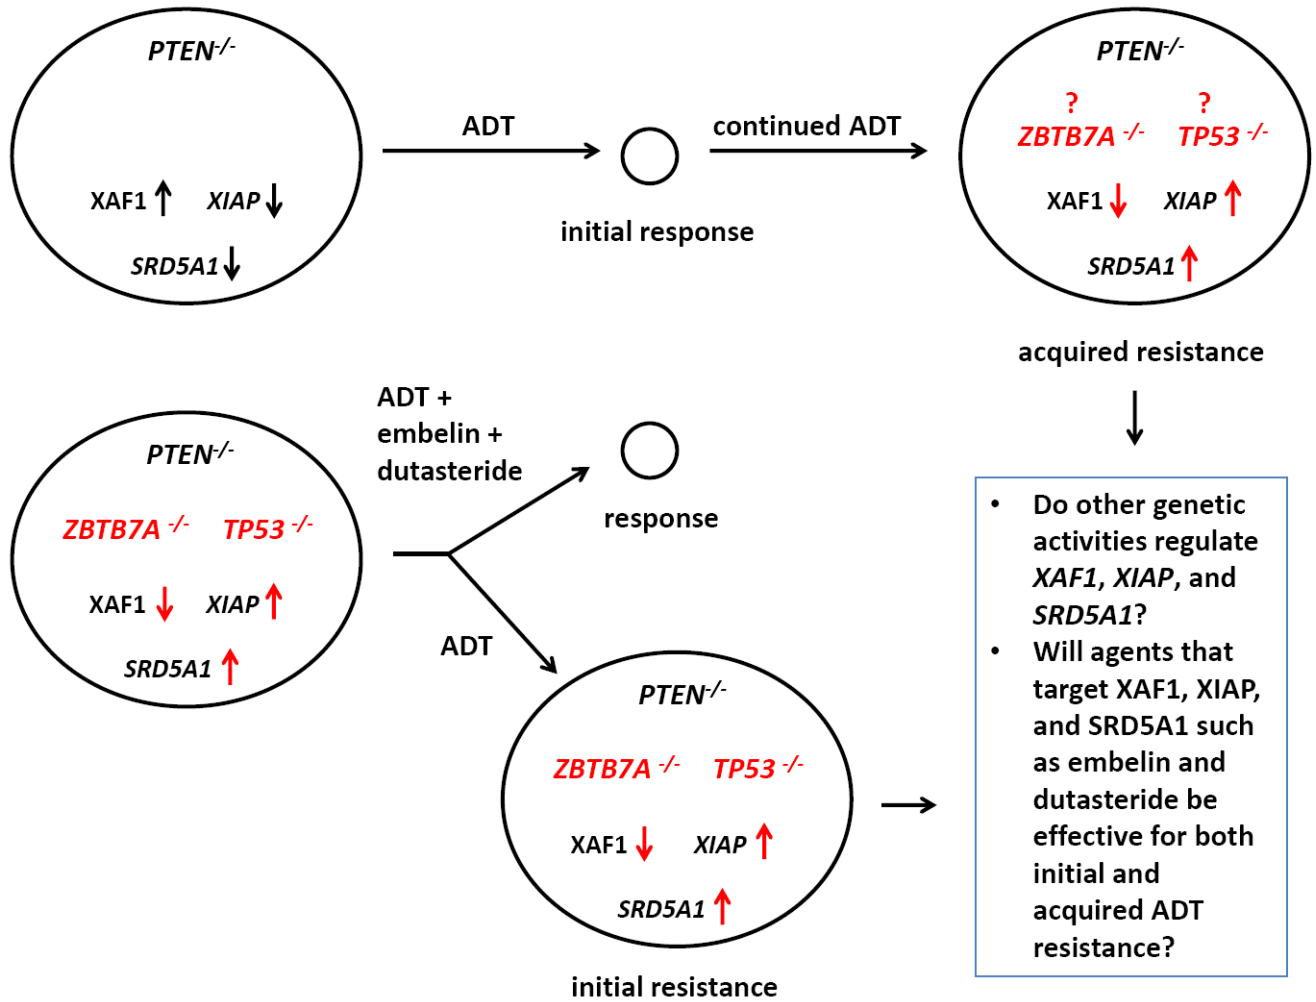 PTEN-/-
XAF1↑ XIAP↓
SRD5A1↓
ADT
initial response
continued ADT
PTEN-/-
? ?
ZBTB7A -/- TP53 -/-
XAF1↓ XIAP↑
SRD5A1↑
acquired resistance
PTEN-/-
ZBTB7A -/- TP53 -/-
XAF1↓ XIAP↑
SRD5A1↑
ADT +
embelin +
dutasteride
response
ADT
PTEN-/-
ZBTB7A -/- TP53 -/-
XAF1↓ XIAP↑
SRD5A1↑
initial resistance
• Do other genetic
activities regulate
XAF1, XIAP, and
SRD5A1?
• Will agents that
target XAF1, XIAP,
and SRD5A1 such
as embelin and
dutasteride be
effective for both
initial and
acquired ADT
resistance?